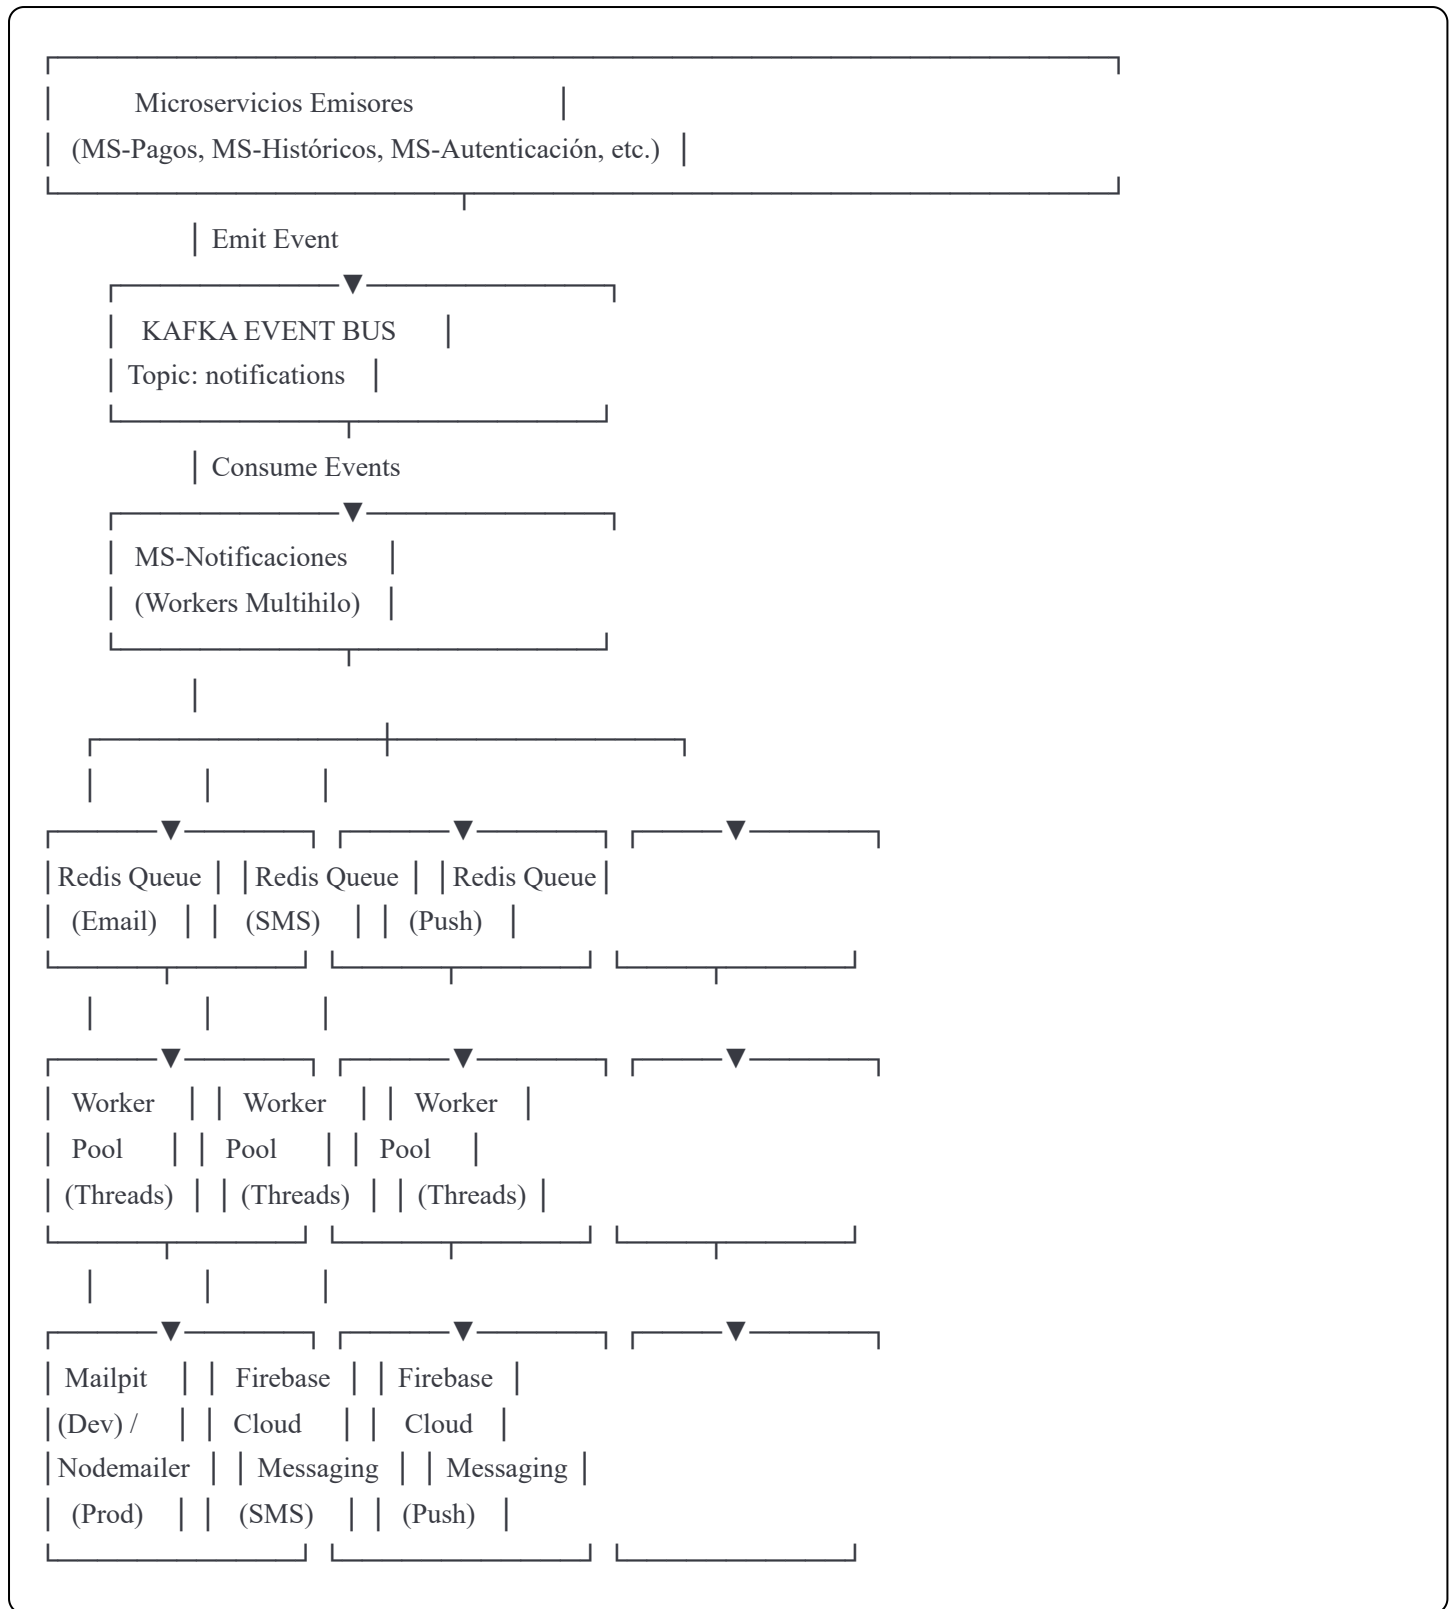 Microservicios Emisores
(MS-Pagos, MS-Históricos, MS-Autenticación, etc.)
Emit Event
KAFKA EVENT BUS
Topic: notifications
Consume Events
MS-Notificaciones
(Workers Multihilo)
Redis Queue Redis Queue Redis Queue
(Email) (SMS) (Push)
Worker Worker Worker
Pool Pool Pool
(Threads) (Threads) (Threads)
Mailpit Firebase Firebase
(Dev) / Cloud Cloud
Nodemailer Messaging Messaging
(Prod) (SMS) (Push)